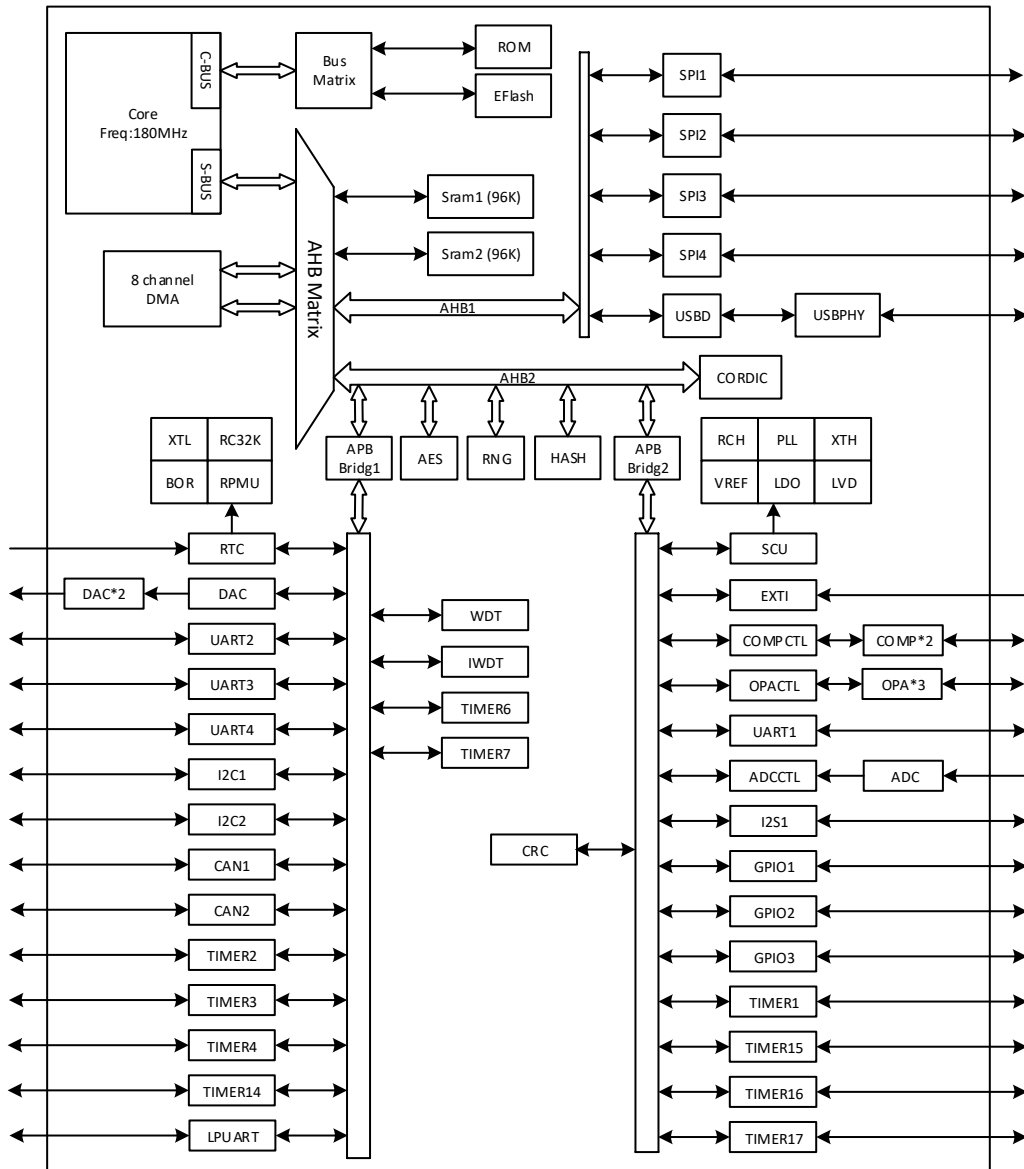 Core
Freq:180MHz
C-BUS
S-BUS
Bus
Matrix
ROM
EFlash
8 channel
DMA
AHB Matrix
Sram1 (96K)
Sram2 (96K)
AHB1
AHB2
SPI1
SPI2
SPI3
SPI4
USBD
USBPHY
CORDIC
APB
Bridg1
AES
RNG
HASH
APB
Bridg2
XTL
RC32K
BOR
RPMU
RCH
PLL
XTH
VREF
LDO
LVD
RTC
DAC*2
DAC
UART2
UART3
UART4
I2C1
I2C2
CAN1
CAN2
TIMER2
TIMER3
TIMER4
TIMER14
LPUART
WDT
IWDT
TIMER6
TIMER7
CRC
SCU
EXTI
COMPCTL
COMP*2
OPACTL
OPA*3
UART1
ADCCTL
ADC
I2S1
GPIO1
GPIO2
GPIO3
TIMER1
TIMER15
TIMER16
TIMER17